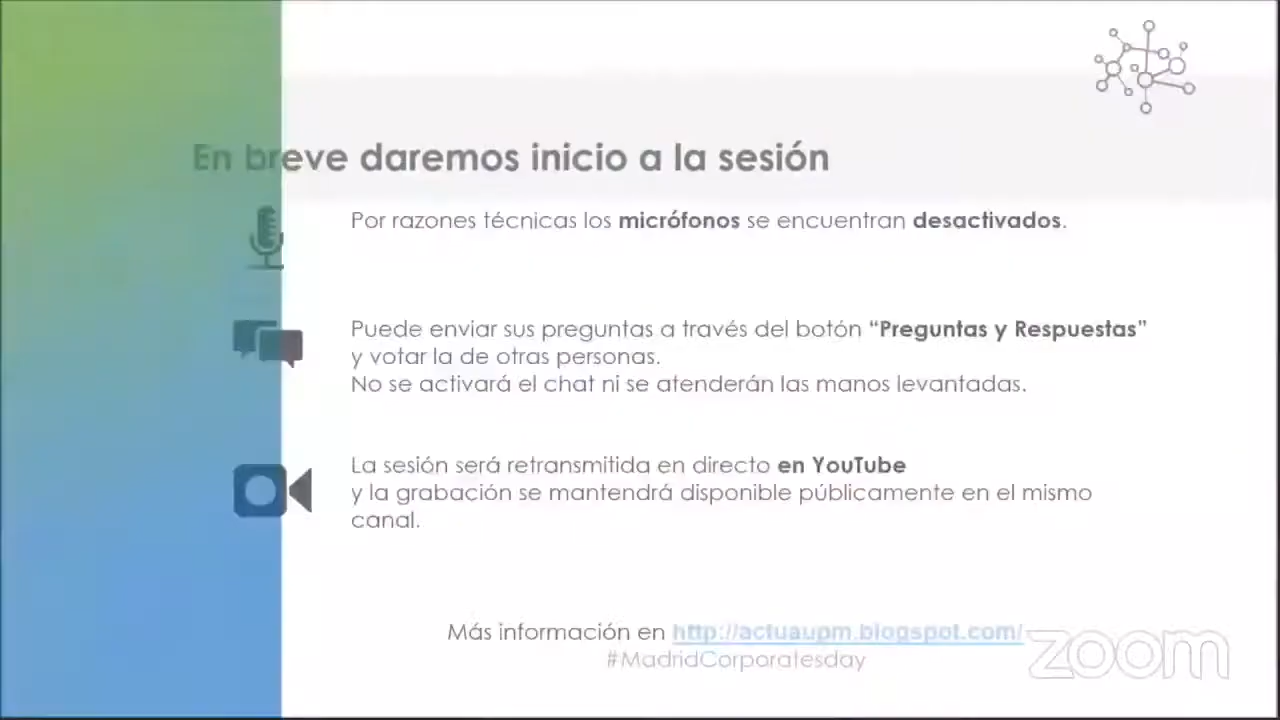 En breve daremos inicio a la sesión
Por razones técnicas los micrófonos se encuentran desactivados.
Puede enviar sus preguntas a través del botón “Preguntas y Respuestas”
y votar la de otras personas.
No se activará el chat ni se atenderán las manos levantadas.
La sesión será retransmitida en directo en YouTube
y la grabación se mantendrá disponible públicamente en el mismo
canal.
Más información en http://actuaupm.blogspot.com/
#MadridCorporatesday
zoom